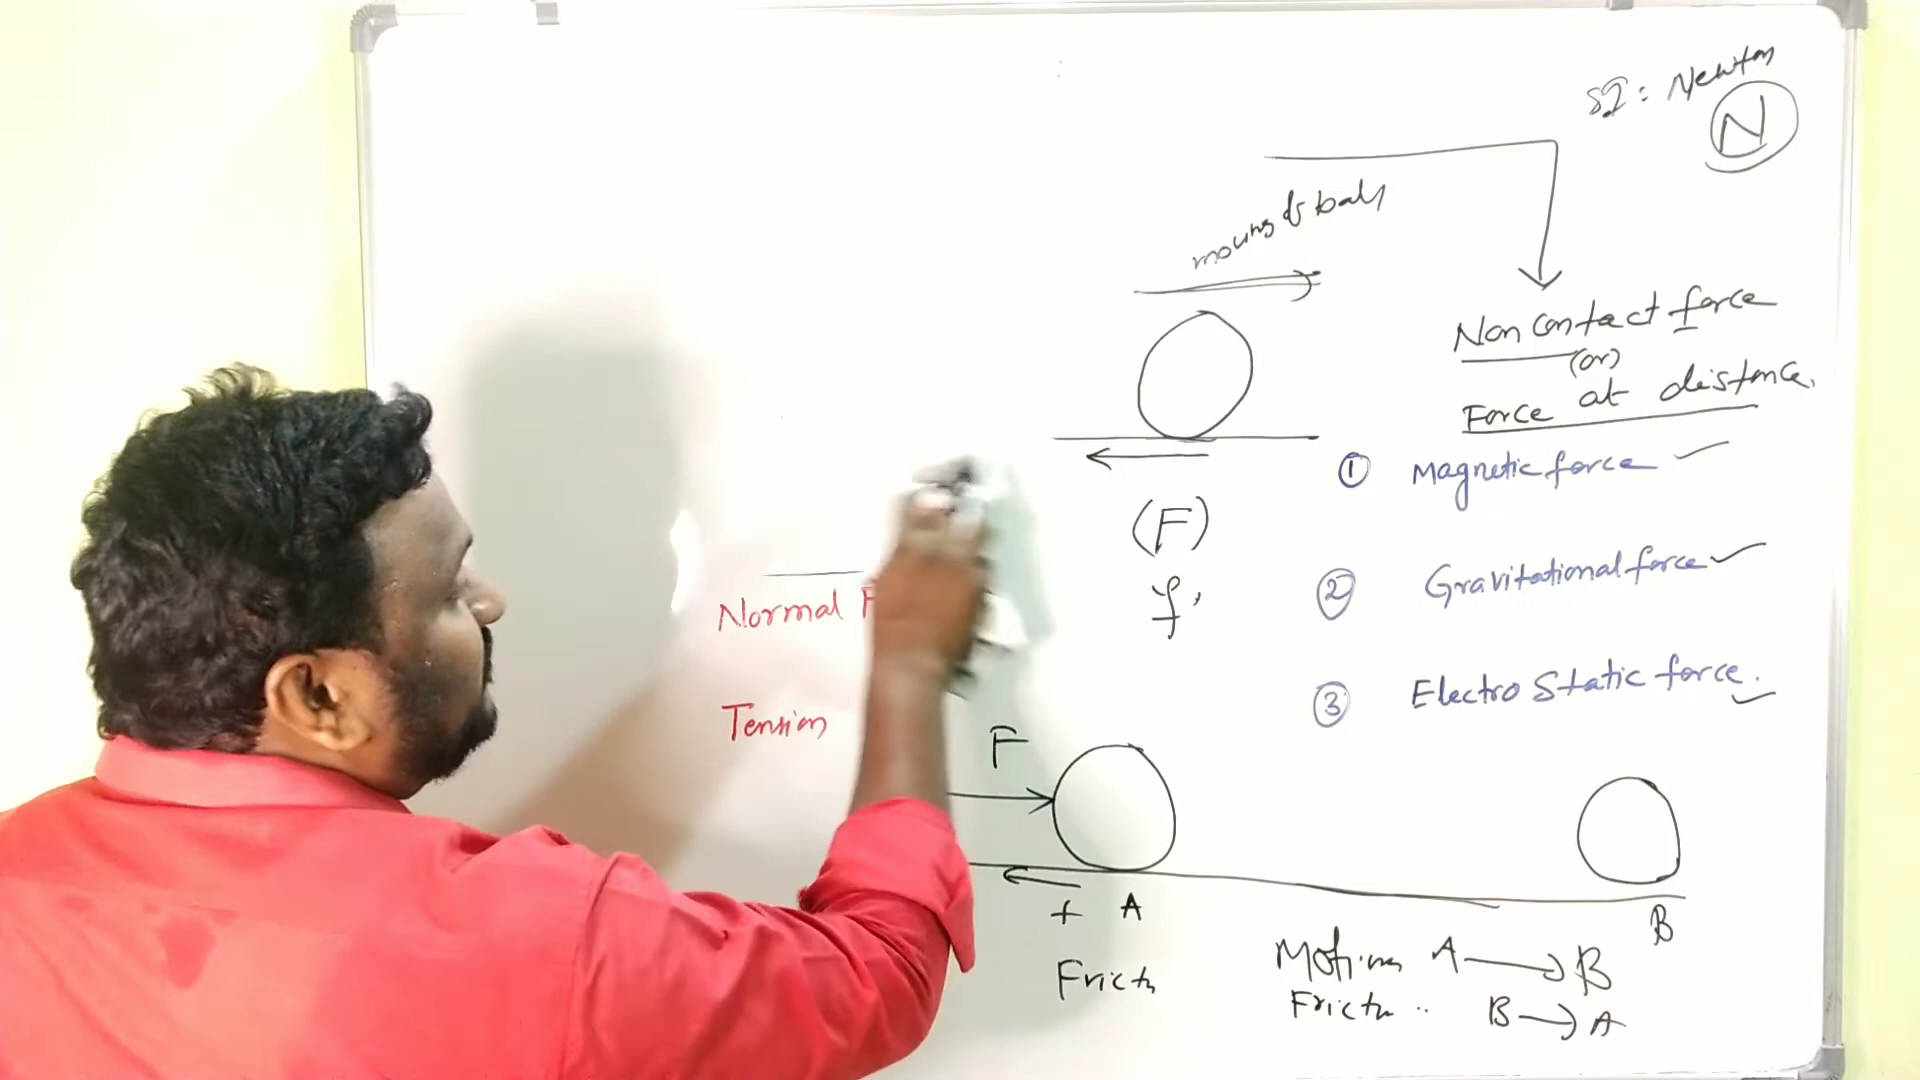 SI: Newton
N
moving of ball
Non Contact force
(or)
Force at distance.
① Magnetic force
(F)
f,
② Gravitational force
Normal F
③ Electro Static force.
Tension
F
f A
B
Frictn
Motion A → B
Frictn .. B → A